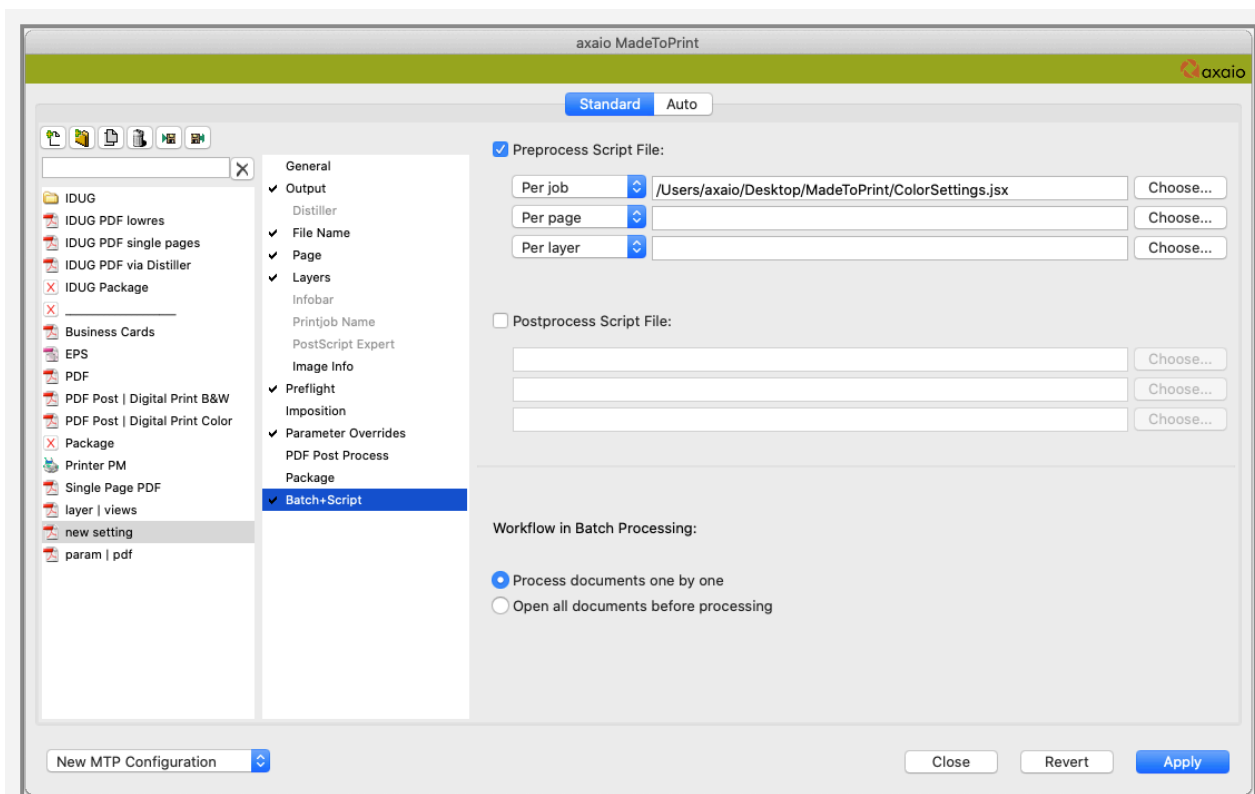 axaio MadeToPrint
axaio
Standard
Auto
IDUG
IDUG PDF lowres
IDUG PDF single pages
IDUG PDF via Distiller
IDUG Package
________________
Business Cards
EPS
PDF
PDF Post | Digital Print B&W
PDF Post | Digital Print Color
Package
Printer PM
Single Page PDF
layer | views
new setting
param | pdf
General
Output
Distiller
File Name
Page
Layers
Infobar
Printjob Name
PostScript Expert
Image Info
Preflight
Imposition
Parameter Overrides
PDF Post Process
Package
Batch+Script
Preprocess Script File:
Per job /Users/axaio/Desktop/MadeToPrint/ColorSettings.jsx Choose...
Per page Choose...
Per layer Choose...
Postprocess Script File:
Choose...
Choose...
Choose...
Workflow in Batch Processing:
Process documents one by one
Open all documents before processing
New MTP Configuration
Close
Revert
Apply